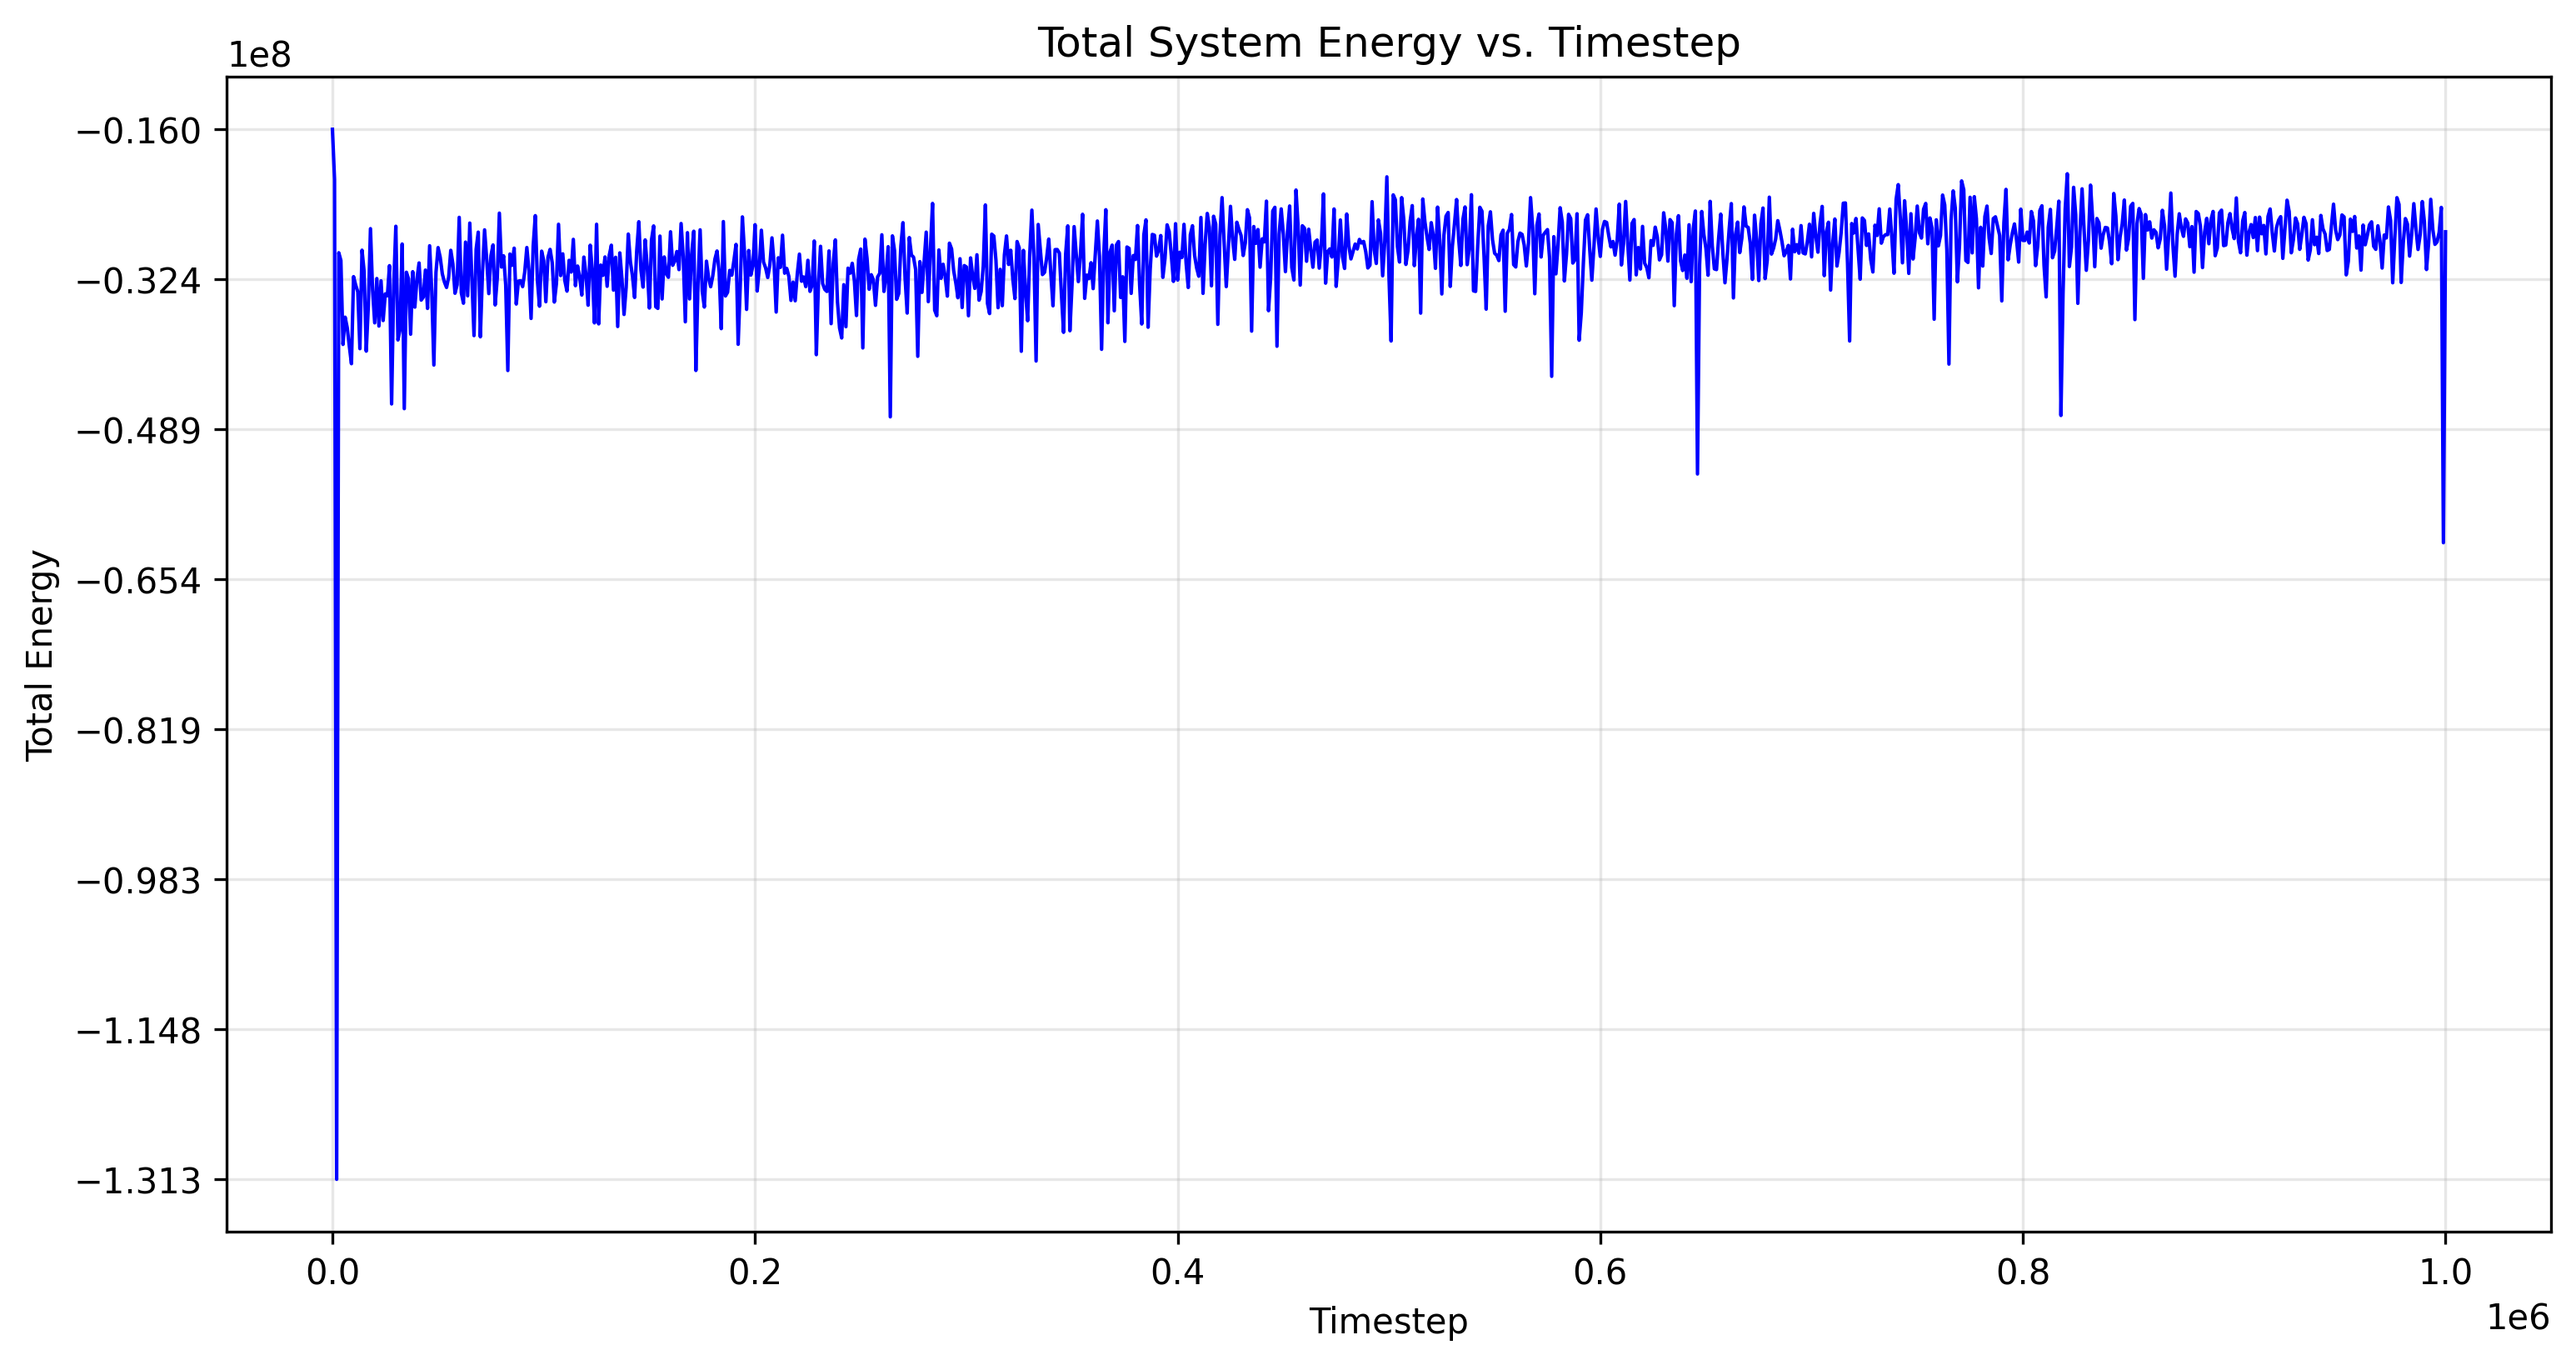 Total System Energy vs. Timestep
1e8
−0.160
−0.324
−0.489
−0.654
−0.819
−0.983
−1.148
−1.313
Total Energy
0.0 0.2 0.4 0.6 0.8 1.0
1e6
Timestep